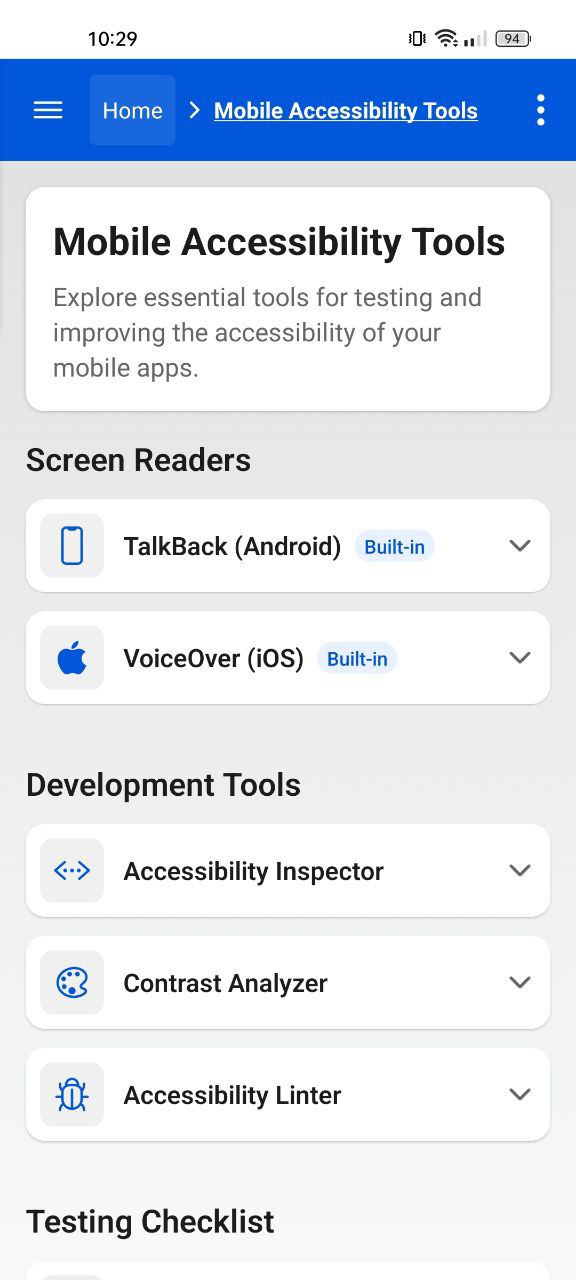 10:29
94
Home > Mobile Accessibility Tools
Mobile Accessibility Tools
Explore essential tools for testing and
improving the accessibility of your
mobile apps.
Screen Readers
TalkBack (Android) Built-in
VoiceOver (iOS) Built-in
Development Tools
Accessibility Inspector
Contrast Analyzer
Accessibility Linter
Testing Checklist